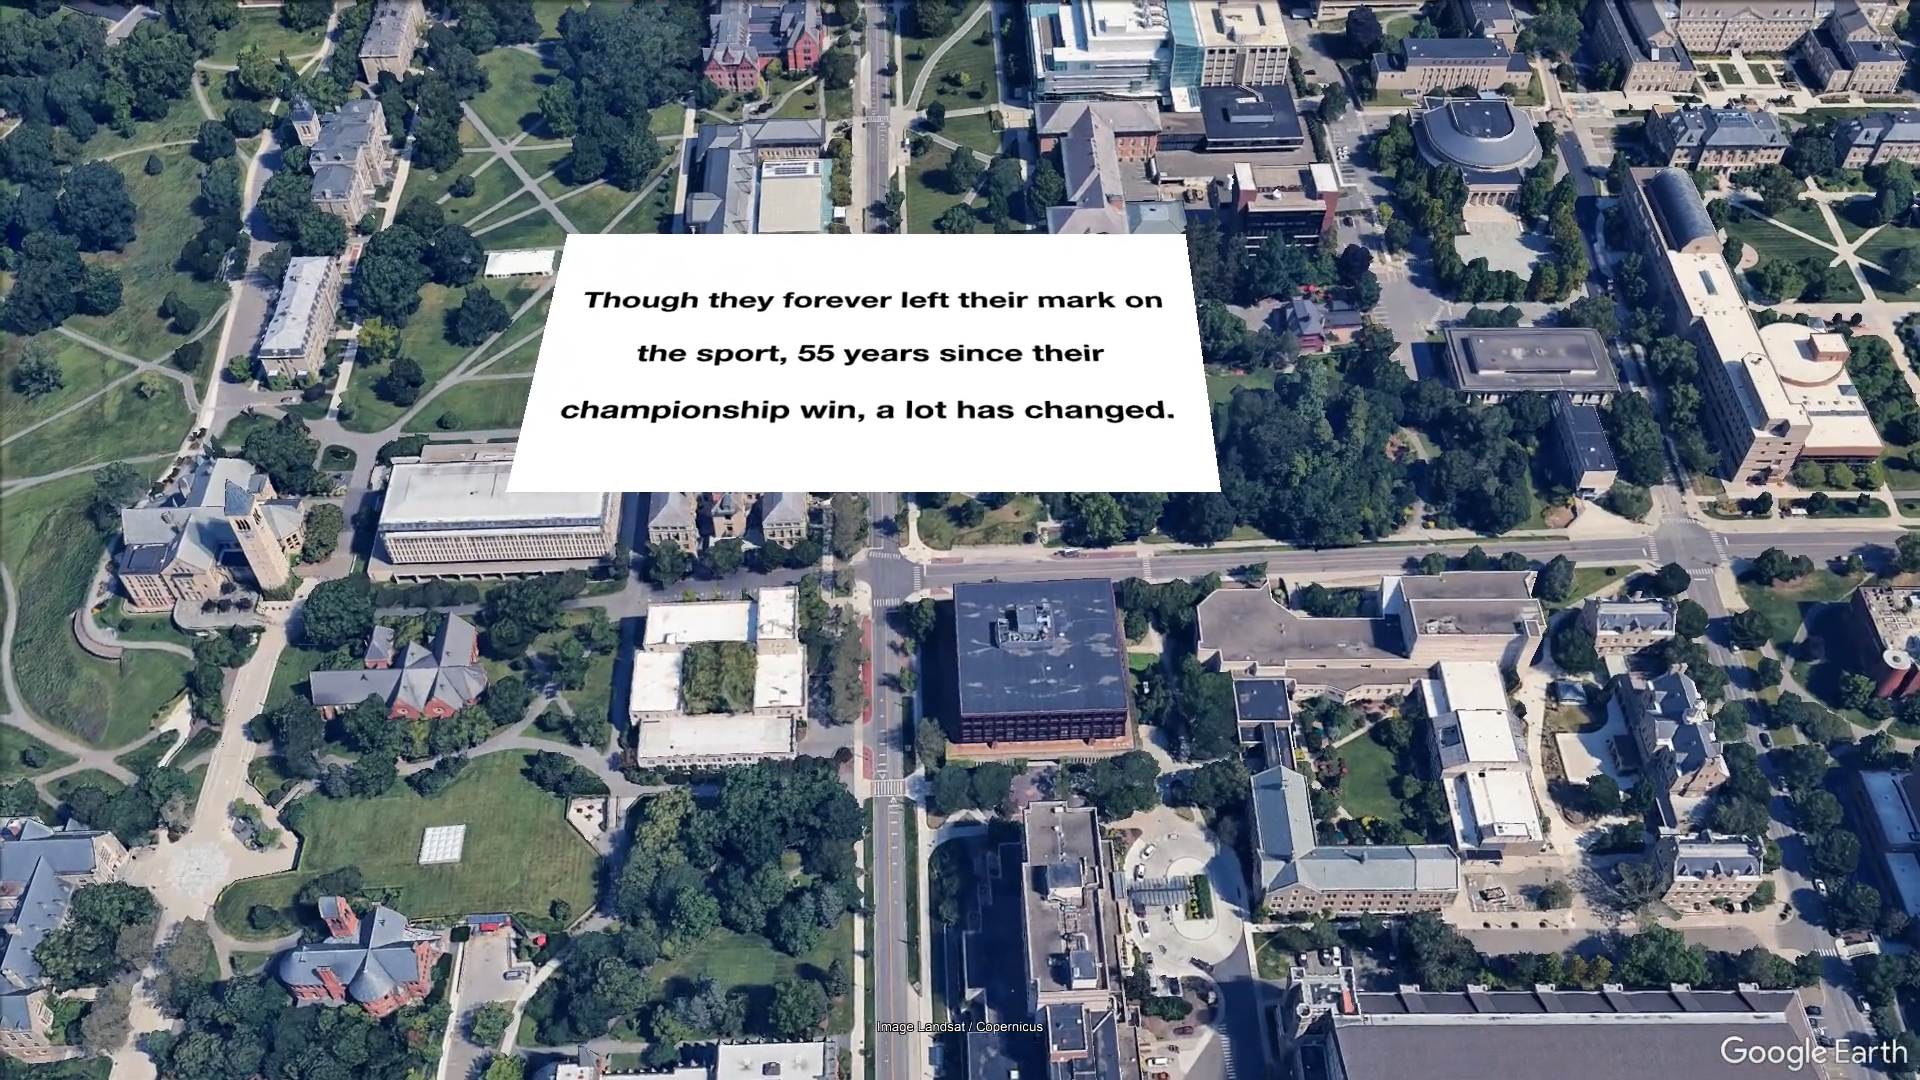 Though they forever left their mark on
the sport, 55 years since their
championship win, a lot has changed.
Image Landsat / Copernicus
Google Earth